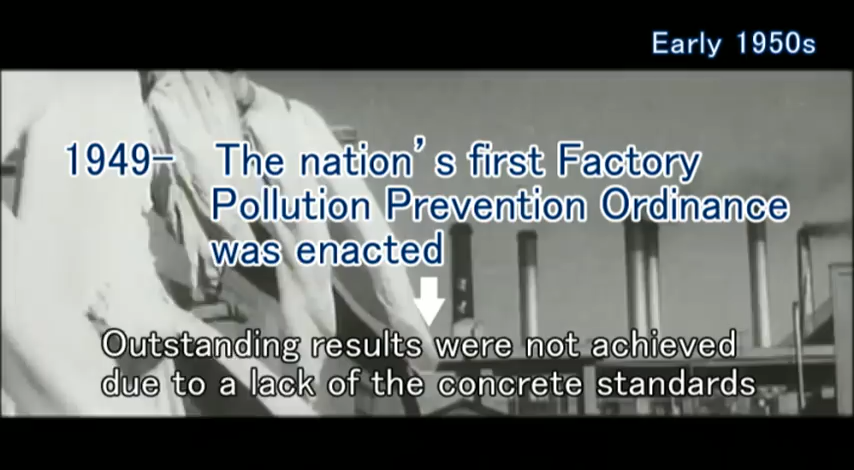 Early 1950s
1949- The nation's first Factory
Pollution Prevention Ordinance
was enacted
Outstanding results were not achieved
due to a lack of the concrete standards